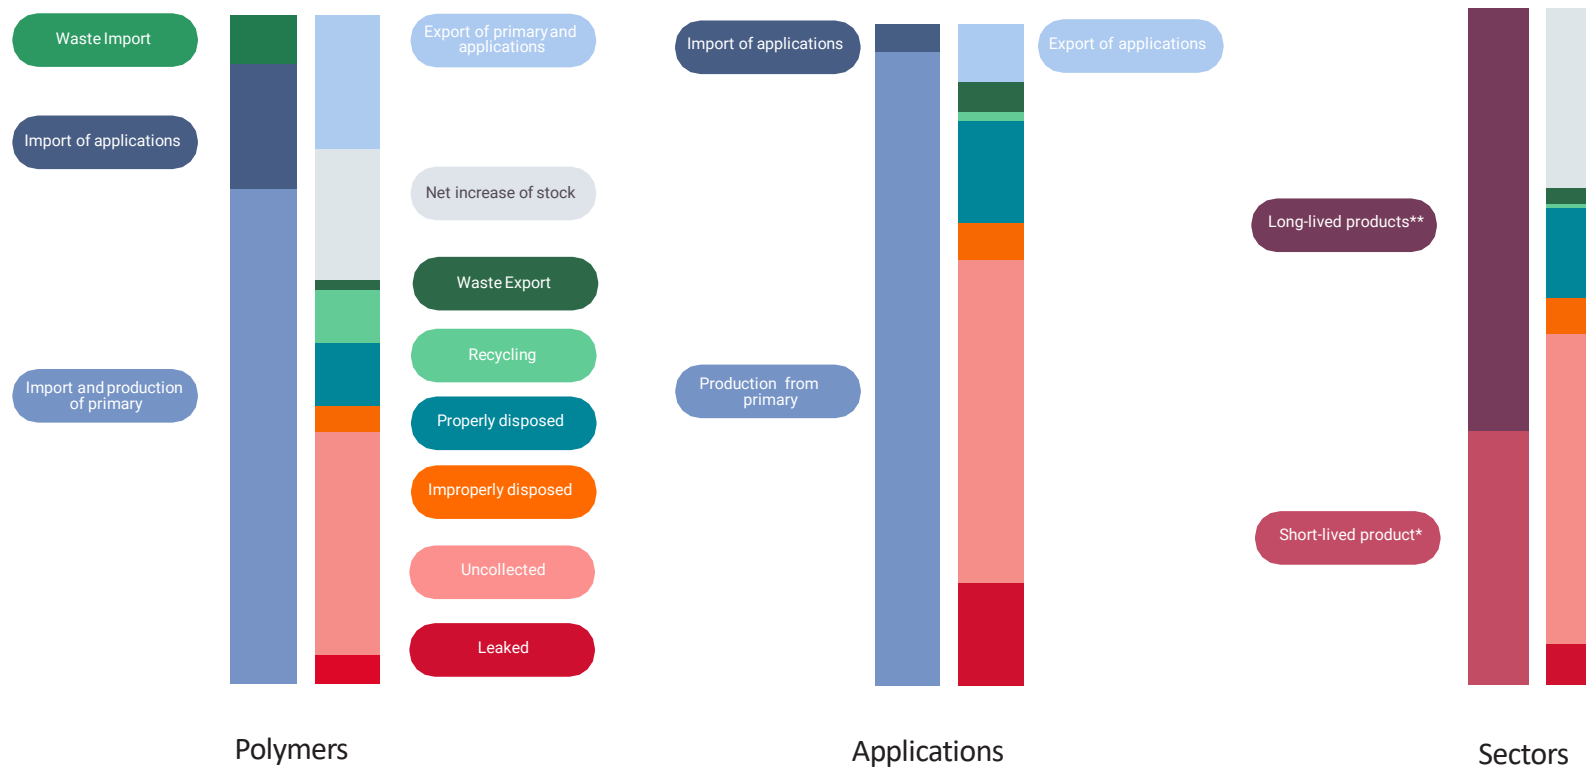 Waste Import
Import of applications
Import and production
of primary
Export of primary and
applications
Net increase of stock
Waste Export
Recycling
Properly disposed
Improperly disposed
Uncollected
Leaked
Polymers
Import of applications
Production from
primary
Export of applications
Applications
Long-lived products**
Short-lived product*
Sectors